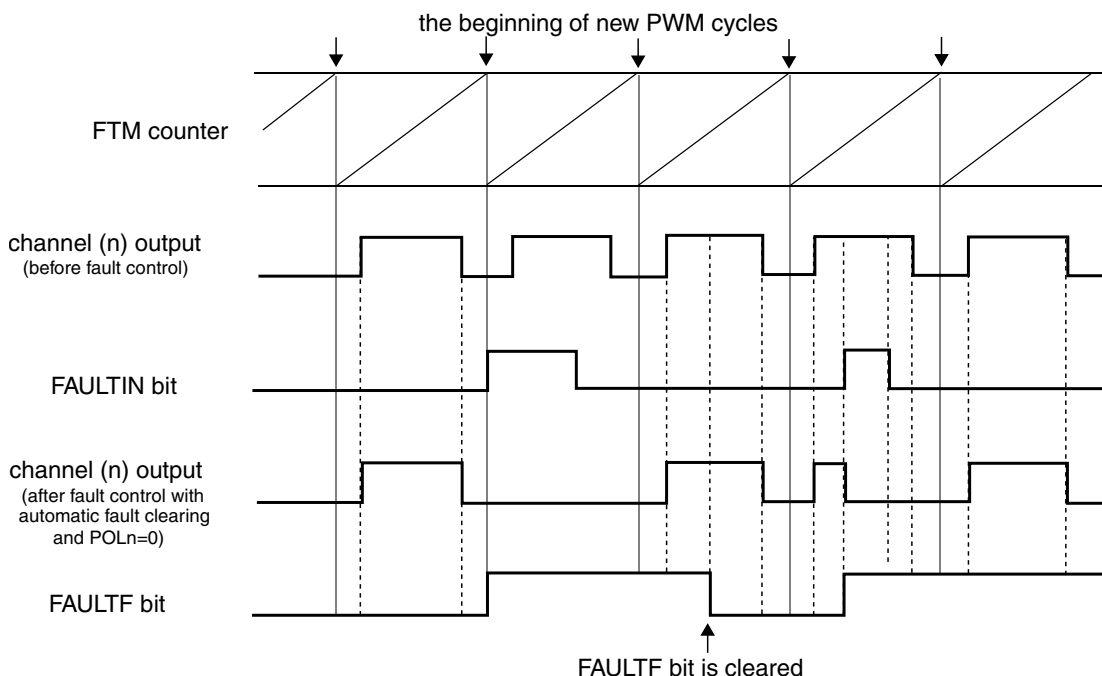 the beginning of new PWM cycles
FTM counter
channel (n) output
(before fault control)
FAULTIN bit
channel (n) output
(after fault control with
automatic fault clearing
and POLn=0)
FAULTF bit
FAULTF bit is cleared